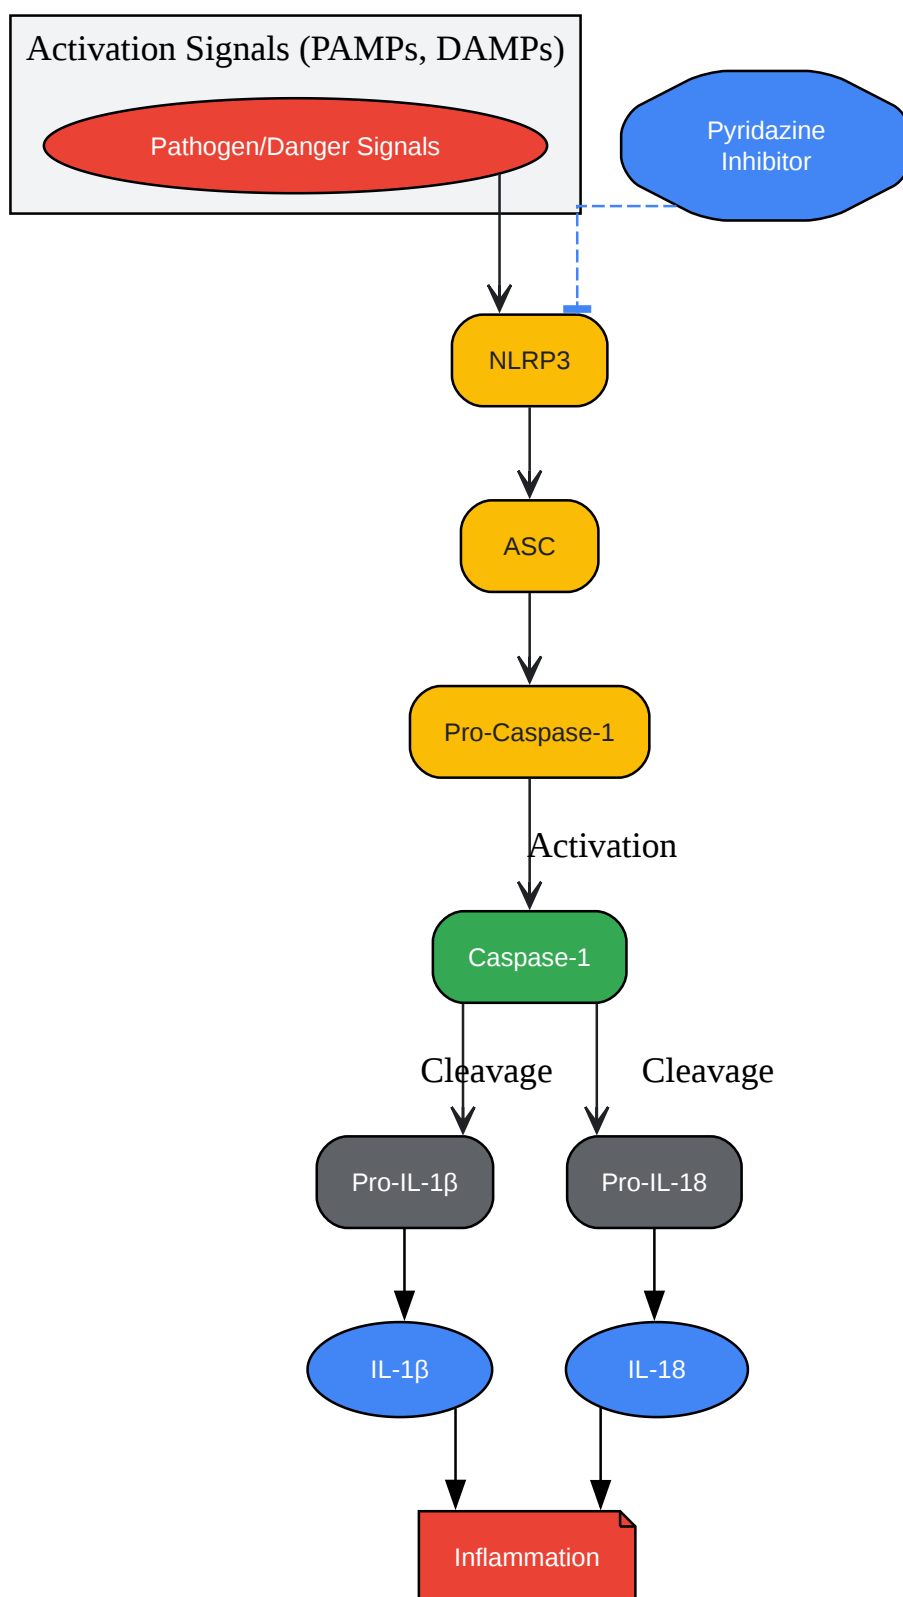 Activation Signals (PAMPs, DAMPs)
Pathogen/Danger Signals
Pyridazine
Inhibitor
NLRP3
ASC
Pro-Caspase-1
Activation
Caspase-1
Cleavage
Cleavage
Pro-IL-1β
Pro-IL-18
IL-1β
IL-18
Inflammation